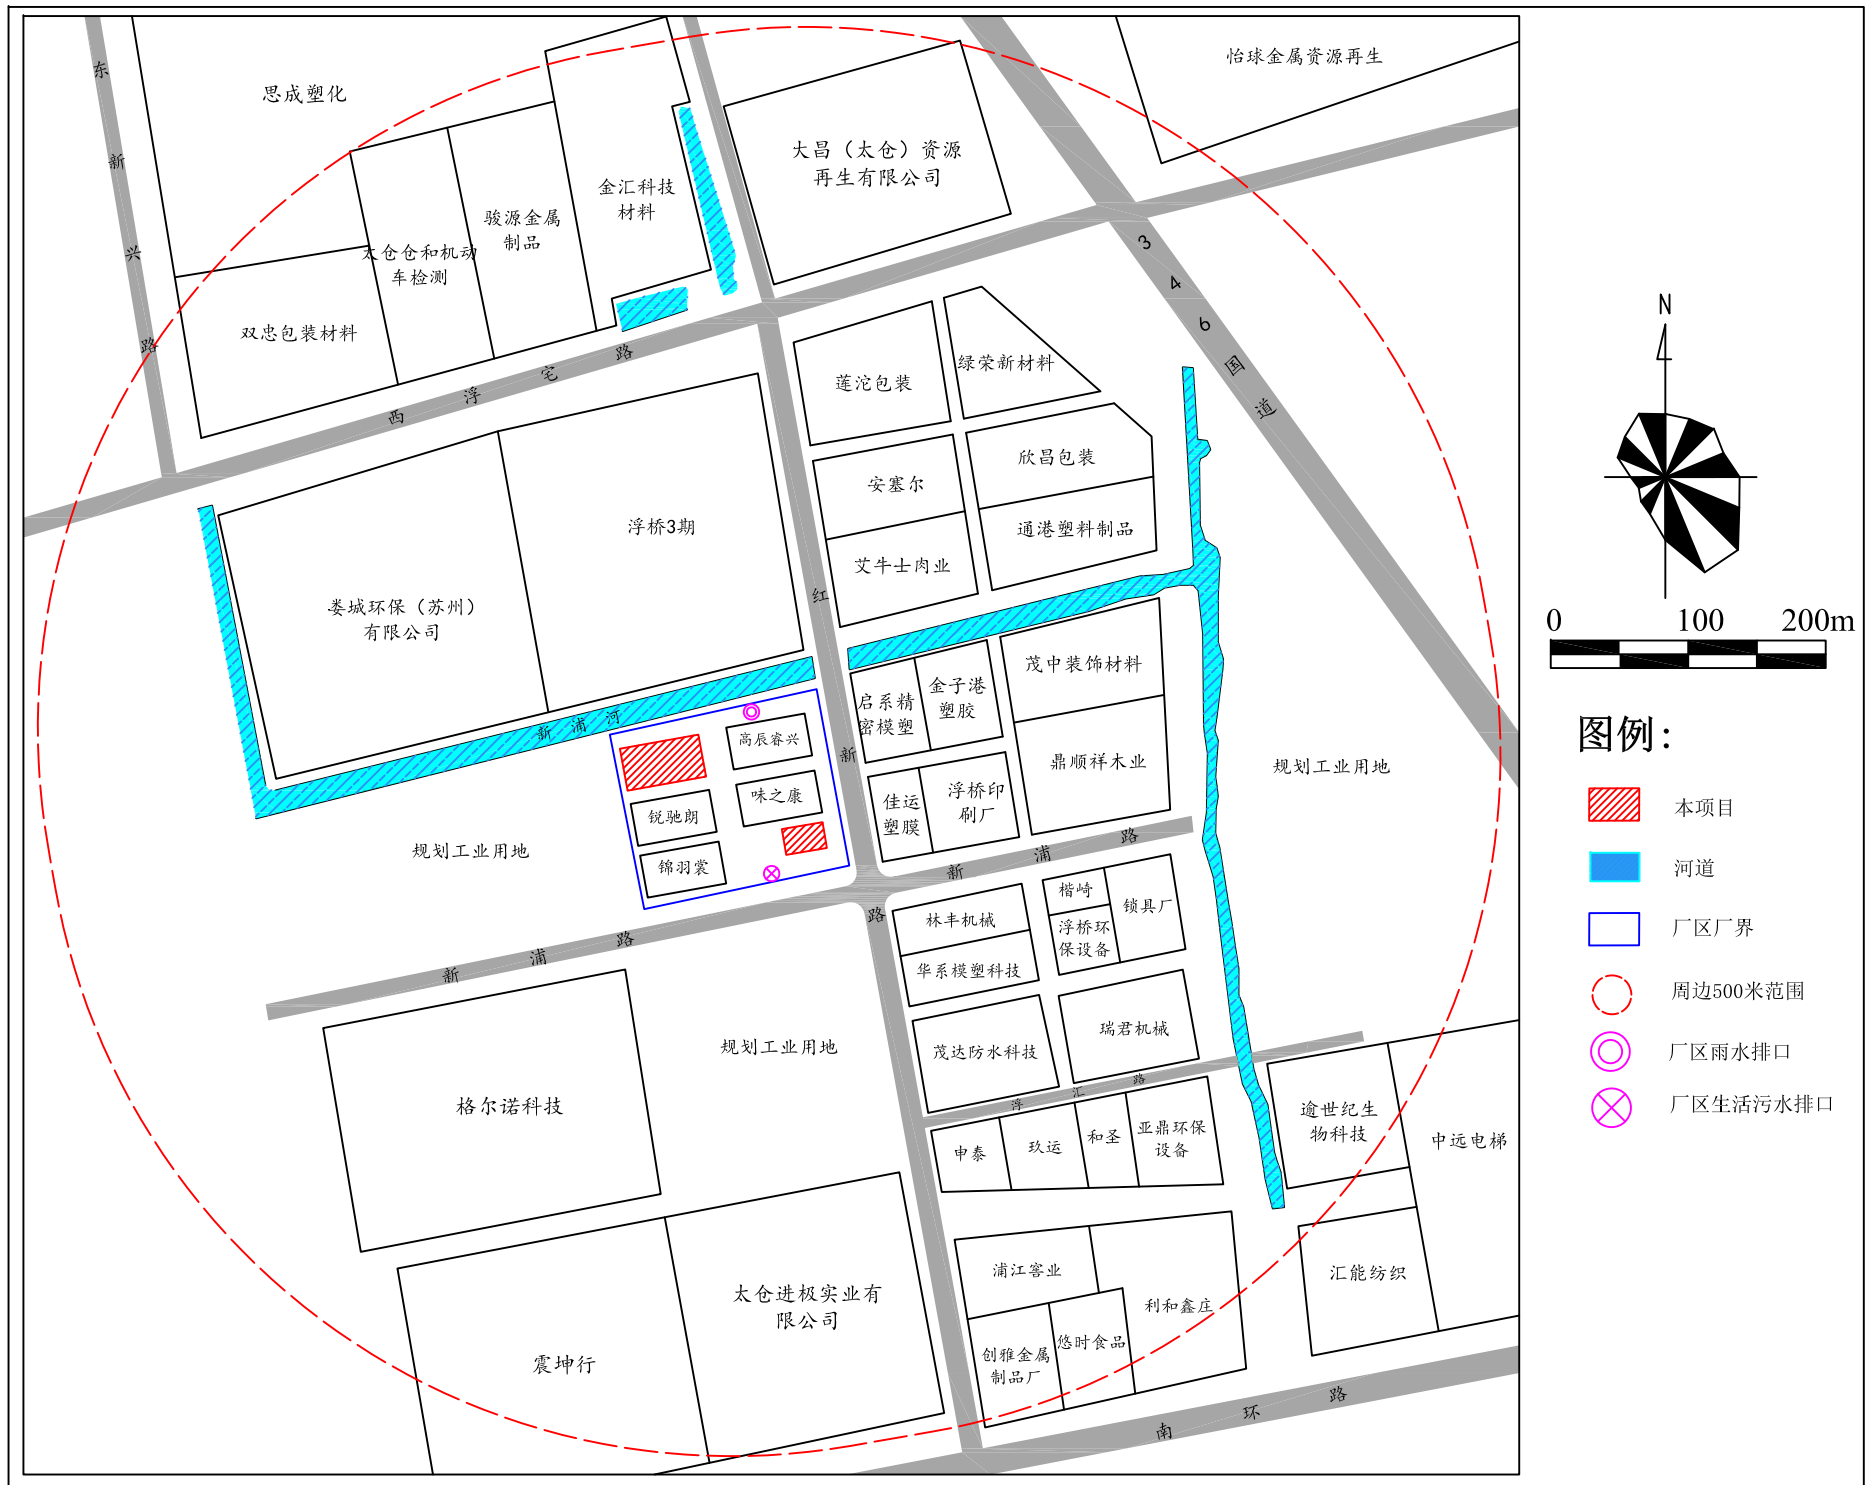 怡球金属资源再生
思成塑化
大昌（太仓）资源
再生有限公司
金汇科技
材料
骏源金属
制品
太仓仓和机动
车检测
双忠包装材料
东新兴路
西浮宅路
346国道
莲沱包装
绿荣新材料
欣昌包装
安塞尔
通港塑料制品
艾牛士肉业
浮桥3期
娄城环保（苏州）
有限公司
红新路
新浦河
茂中装饰材料
金子港
塑胶
启系精
密模塑
鼎顺祥木业
佳运
塑膜
浮桥印
刷厂
高辰睿兴
味之康
锐驰朗
锦羽裳
规划工业用地
规划工业用地
新浦路
新浦路
林丰机械
华系模塑科技
楷崎
浮桥环
保设备
锁具厂
茂达防水科技
瑞君机械
规划工业用地
格尔诺科技
浮汇路
申泰
玖运
和圣
亚鼎环保
设备
逾世纪生
物科技
中远电梯
汇能纺织
浦江窖业
利和鑫庄
创雅金属
制品厂
悠时食品
太仓进极实业有
限公司
震坤行
南环路
N
0 100 200m
图例：
本项目
河道
厂区厂界
周边500米范围
厂区雨水排口
厂区生活污水排口